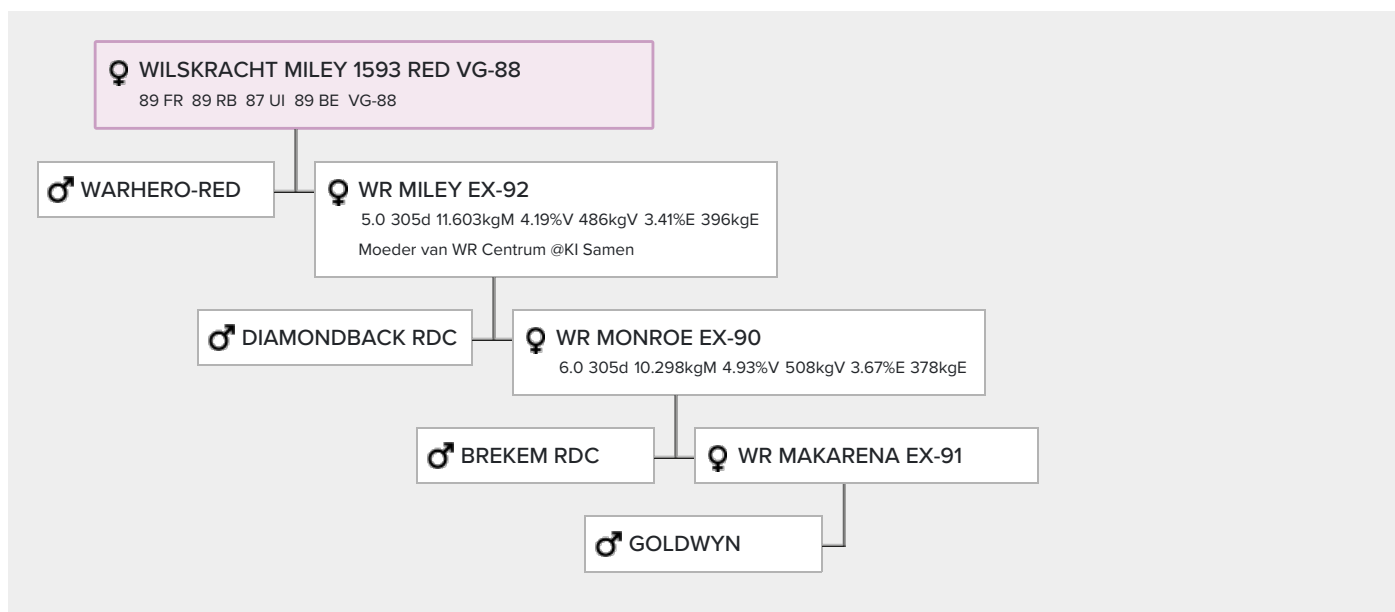 WILSKRACHT MILEY 1593 RED VG-88
89 FR 89 RB 87 UI 89 BE VG-88
WARHERO-RED
WR MILEY EX-92
5.0 305d 11.603kgM 4.19%V 486kgV 3.41%E 396kgE
Moeder van WR Centrum @KI Samen
DIAMONDBACK RDC
WR MONROE EX-90
6.0 305d 10.298kgM 4.93%V 508kgV 3.67%E 378kgE
BREKEM RDC
WR MAKARENA EX-91
GOLDWYN